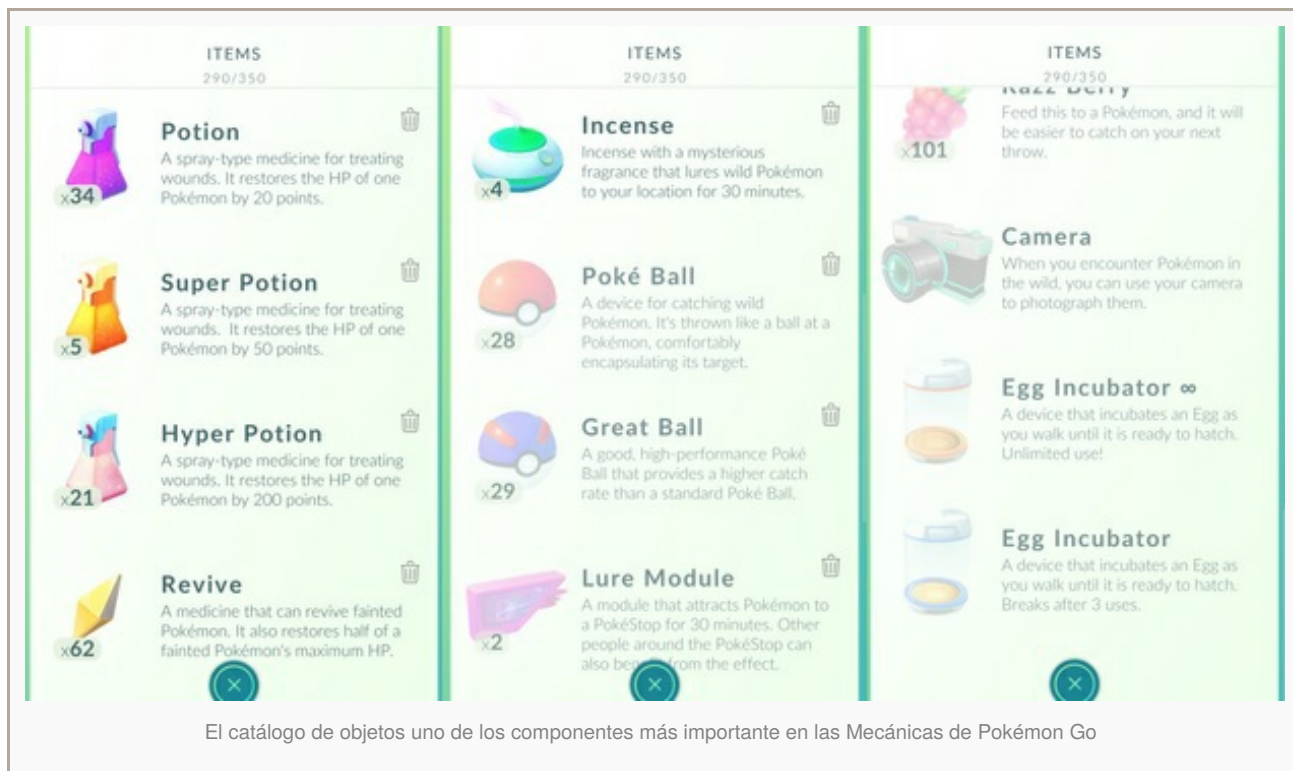 ITEMS
290/350
Potion
A spray-type medicine for treating
wounds. It restores the HP of one
Pokémon by 20 points.
x34
Super Potion
A spray-type medicine for treating
wounds. It restores the HP of one
Pokémon by 50 points.
x5
Hyper Potion
A spray-type medicine for treating
wounds. It restores the HP of one
Pokémon by 200 points.
x21
Revive
A medicine that can revive fainted
Pokémon. It also restores half of a
fainted Pokémon's maximum HP.
x62
ITEMS
290/350
Incense
Incense with a mysterious
fragrance that lures wild Pokémon
to your location for 30 minutes.
x4
Poké Ball
A device for catching wild
Pokémon. It's thrown like a ball at a
Pokémon, comfortably
encapsulating its target.
x28
Great Ball
A good, high-performance Poké
Ball that provides a higher catch
rate than a standard Poké Ball.
x29
Lure Module
A module that attracts Pokémon to
a PokéStop for 30 minutes. Other
people around the PokéStop can
also benefit from the effect.
x2
ITEMS
290/350
Razz Berry
Feed this to a Pokémon, and it will
be easier to catch on your next
throw.
x101
Camera
When you encounter Pokémon in
the wild, you can use your camera
to photograph them.
Egg Incubator ∞
A device that incubates an Egg as
you walk until it is ready to hatch.
Unlimited use!
Egg Incubator
A device that incubates an Egg as
you walk until it is ready to hatch.
Breaks after 3 uses.
El catálogo de objetos uno de los componentes más importante en las Mecánicas de Pokémon Go